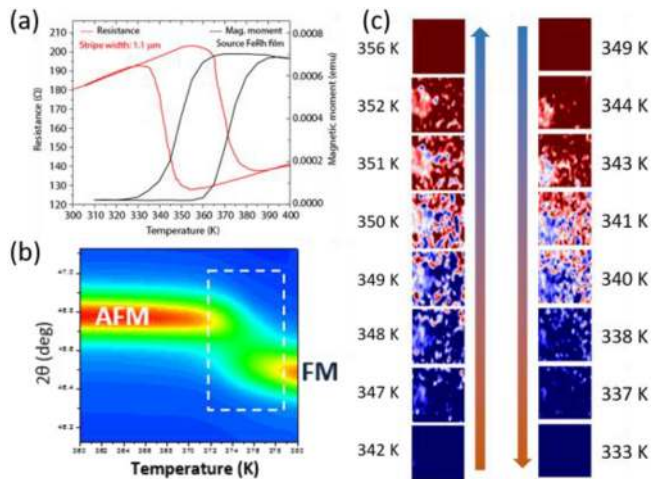 (a)
Resistance
Stripe width: 1.1 μm
Mag. moment
Source FeRh film
210
200
190
180
170
160
150
140
130
120
Resistance (Ω)
0.0008
0.0006
0.0004
0.0002
0.0000
Magnetic moment (emu)
300 310 320 330 340 350 360 370 380 390 400
Temperature (K)
(b)
AFM
FM
2θ (deg)
Temperature (K)
(c)
356 K
352 K
351 K
350 K
349 K
348 K
347 K
342 K
349 K
344 K
343 K
341 K
340 K
338 K
337 K
333 K